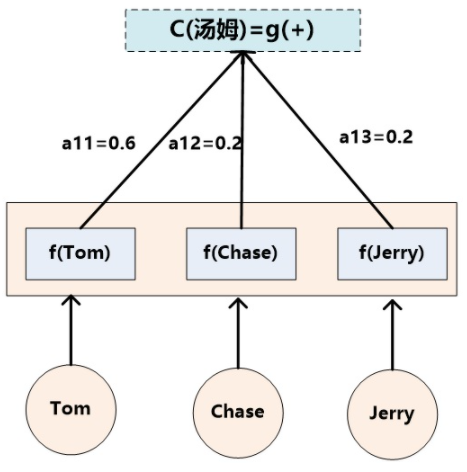 C(汤姆)=g(+)
a11=0.6
a12=0.2
a13=0.2
f(Tom)
f(Chase)
f(Jerry)
Tom
Chase
Jerry